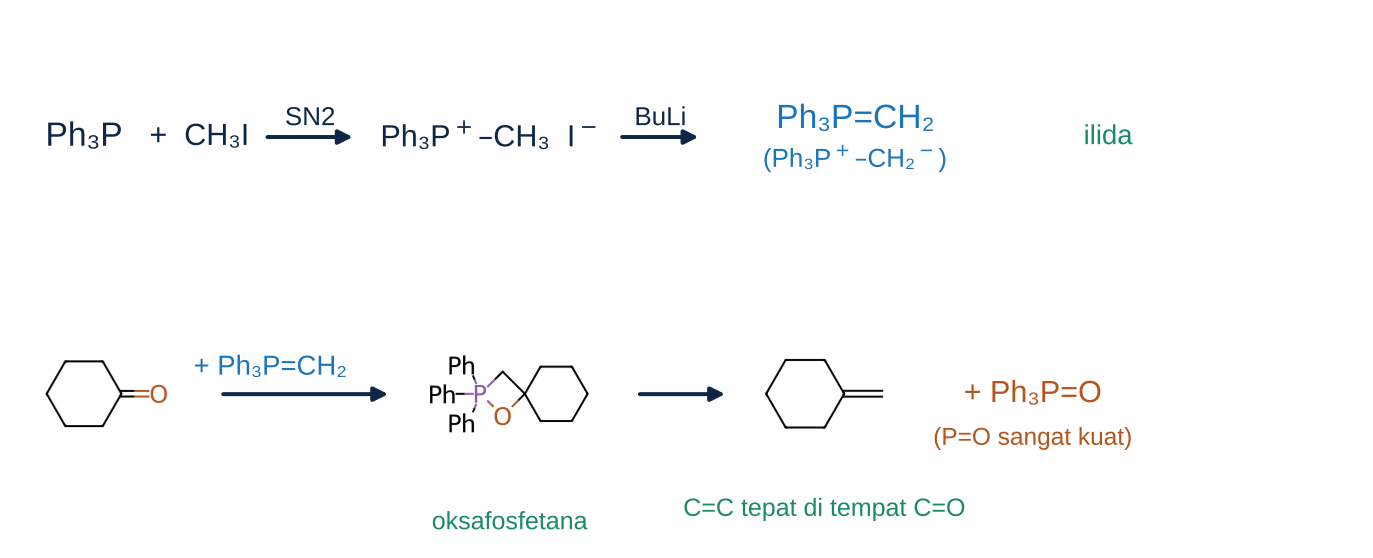 Ph₃P + CH₃I SN2 Ph₃P⁺–CH₃ I⁻ BuLi Ph₃P=CH₂ ilida
(Ph₃P⁺–CH₂⁻)
O + Ph₃P=CH₂ Ph Ph P Ph O + Ph₃P=O
(P=O sangat kuat)
C=C tepat di tempat C=O
oksafosfetana